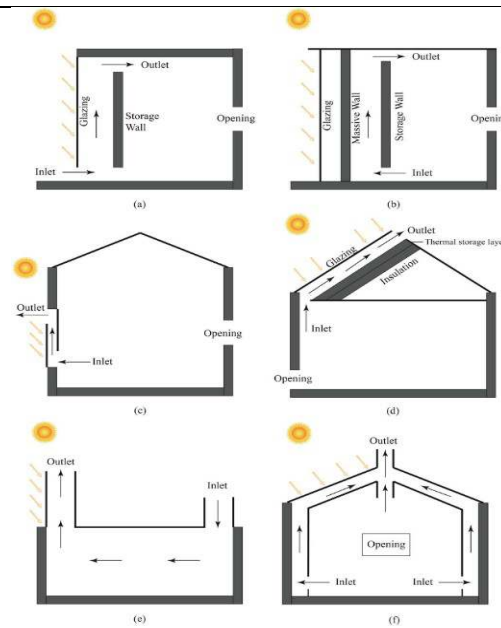 Outlet
Glazing
Storage
Wall
Opening
Inlet
(a)
Outlet
Glazing
Massive Wall
Storage Wall
Opening
Inlet
(b)
Outlet
Opening
Inlet
(c)
Outlet
Glazing
Thermal storage laye
Insulation
Inlet
Opening
(d)
Outlet
Inlet
(e)
Outlet
Opening
Inlet
Inlet
(f)